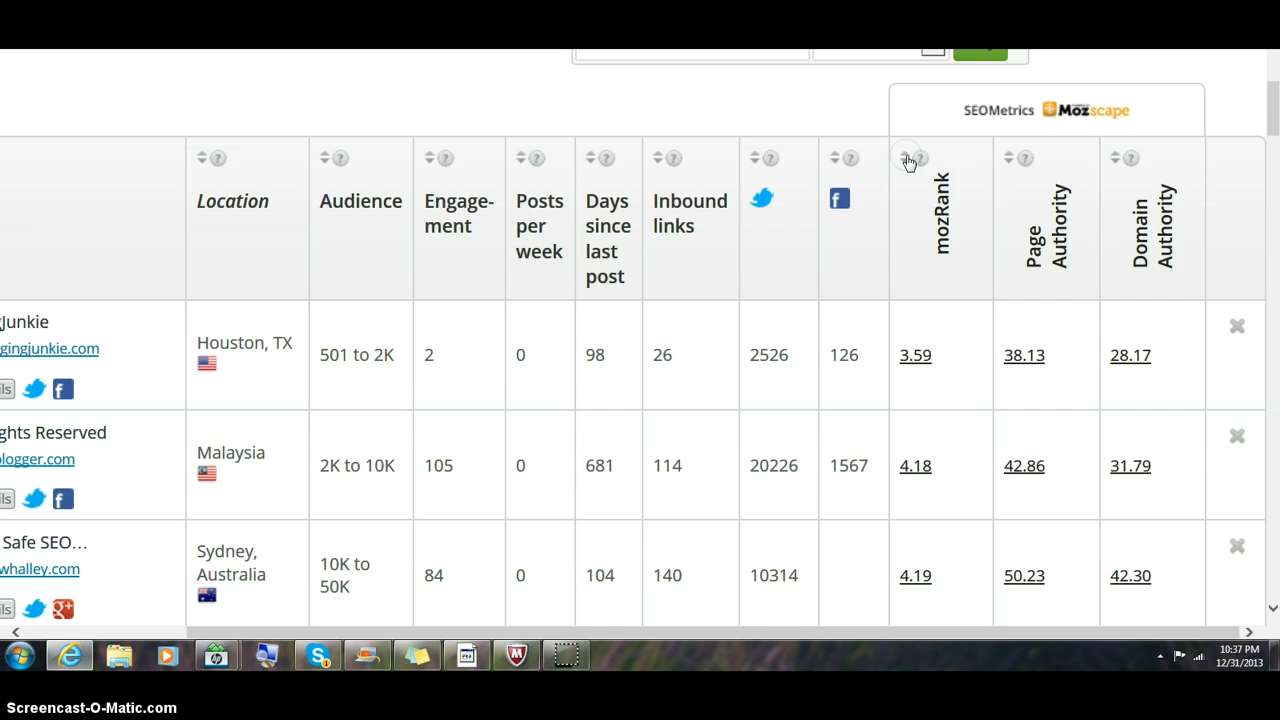 SEOMetrics Mozscape
Location
Audience
Engage-
ment
Posts
per
week
Days
since
last
post
Inbound
links
mozRank
Page
Authority
Domain
Authority
Junkie
gingjunkie.com
ils
Houston, TX
501 to 2K
2
0
98
26
2526
126
3.59
38.13
28.17
ghts Reserved
logger.com
ils
Malaysia
2K to 10K
105
0
681
114
20226
1567
4.18
42.86
31.79
Safe SEO...
whalley.com
ils
Sydney,
Australia
10K to
50K
84
0
104
140
10314
4.19
50.23
42.30
10:37 PM
12/31/2013
Screencast-O-Matic.com